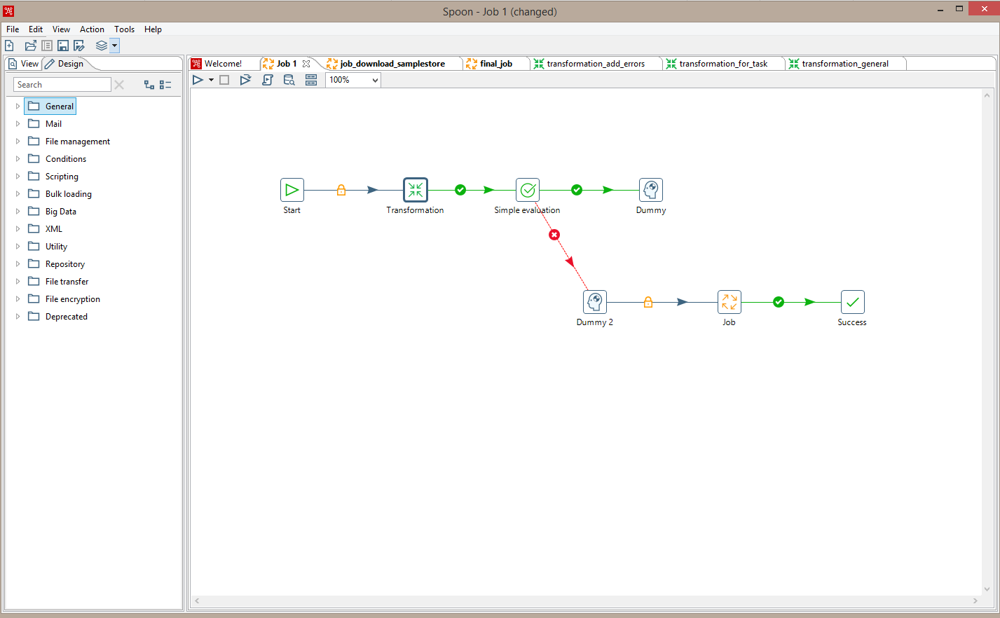 Spoon - Job 1 (changed)
File Edit View Action Tools Help
View Design
Welcome! Job 1 job_download_samplestore final_job transformation_add_errors transformation_for_task transformation_general
Search
100%
General
Mail
File management
Conditions
Scripting
Bulk loading
Big Data
XML
Utility
Repository
File transfer
File encryption
Deprecated
Start Transformation Simple evaluation Dummy
Dummy 2 Job Success